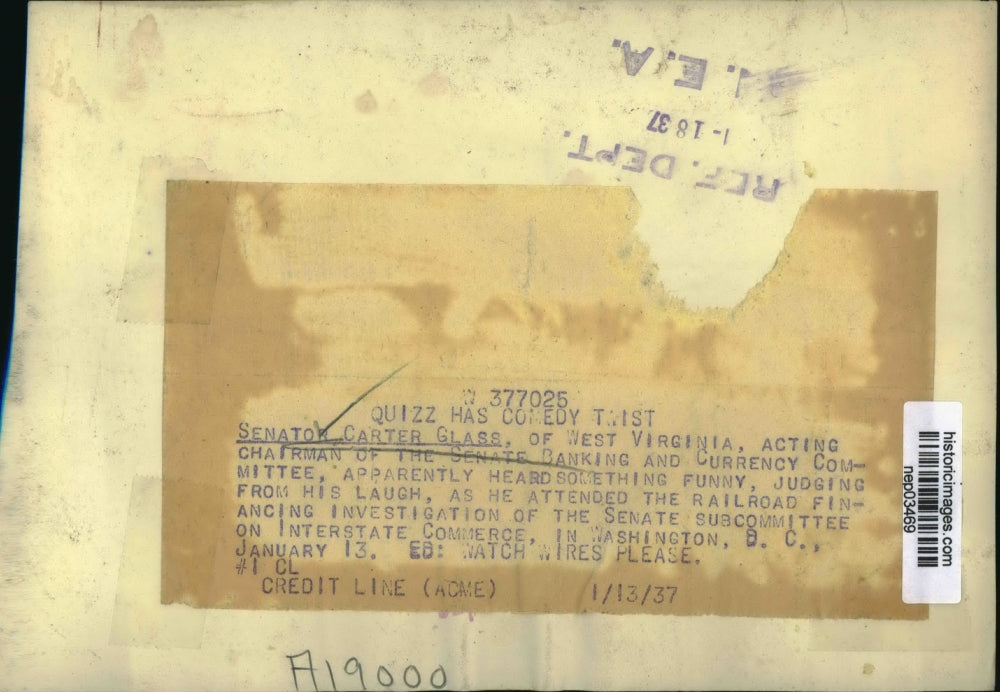 N.E.A.
1-18 37
REF. DEPT.
W 377025
QUIZZ HAS COMEDY TWIST
SENATOR CARTER GLASS, OF WEST VIRGINIA, ACTING
CHAIRMAN OF THE SENATE BANKING AND CURRENCY COM-
MITTEE, APPARENTLY HEARD SOMETHING FUNNY, JUDGING
FROM HIS LAUGH, AS HE ATTENDED THE RAILROAD FIN-
ANCING INVESTIGATION OF THE SENATE SUBCOMMITTEE
ON INTERSTATE COMMERCE, IN WASHINGTON, D. C.,
JANUARY 13. ED: WATCH WIRES PLEASE.
#1 CL
CREDIT LINE (ACME) 1/13/37
historicimages.com
nep03469
A19000